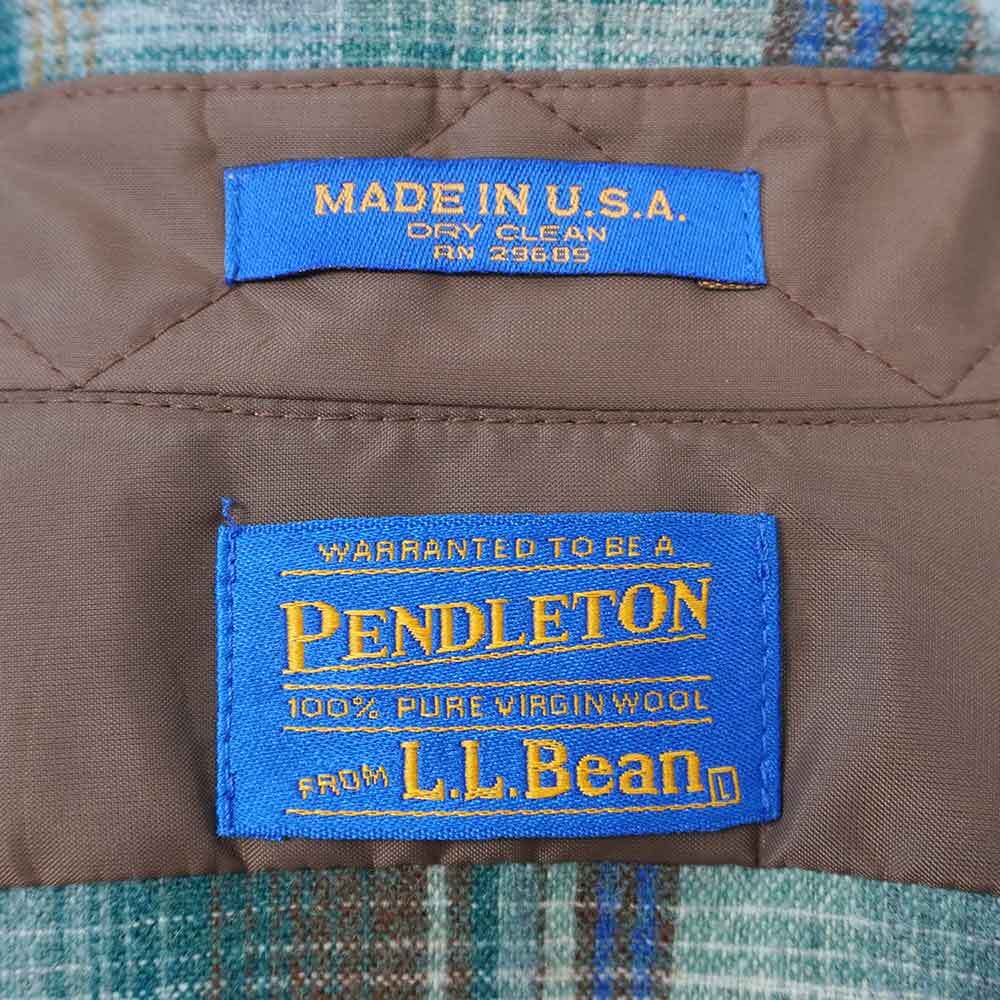 MADE IN U.S.A.
DRY CLEAN
RN 29685
WARRANTED TO BE A
PENDLETON
100% PURE VIRGIN WOOL
FROM L.L.Bean L